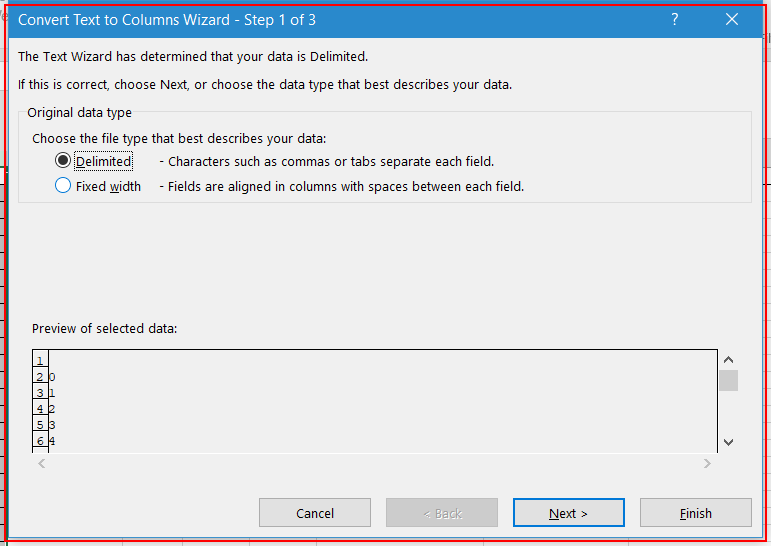 Convert Text to Columns Wizard - Step 1 of 3 ?
The Text Wizard has determined that your data is Delimited.
If this is correct, choose Next, or choose the data type that best describes your data.
Original data type
Choose the file type that best describes your data:
Delimited - Characters such as commas or tabs separate each field.
Fixed width - Fields are aligned in columns with spaces between each field.
Preview of selected data:
1
2 0
3 1
4 2
5 3
6 4
Cancel < Back Next > Finish